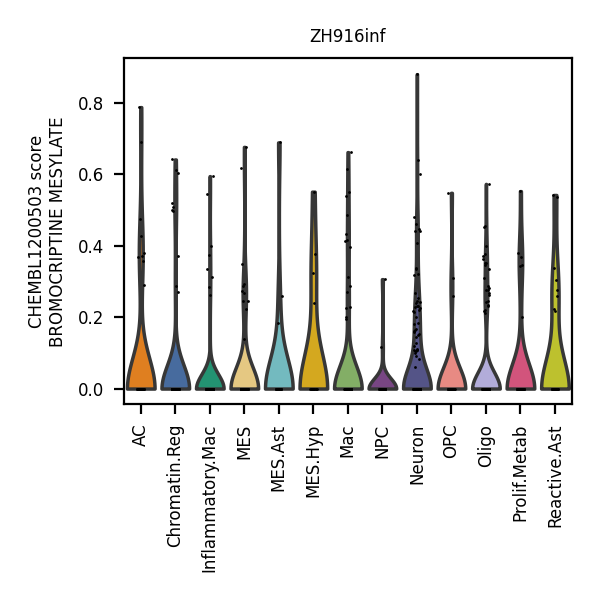 ZH916inf
CHEMBL1200503 score
BROMOCRIPTINE MESYLATE
0.8
0.6
0.4
0.2
0.0
AC
Chromatin.Reg
Inflammatory.Mac
MES
MES.Ast
MES.Hyp
Mac
NPC
Neuron
OPC
Oligo
Prolif.Metab
Reactive.Ast